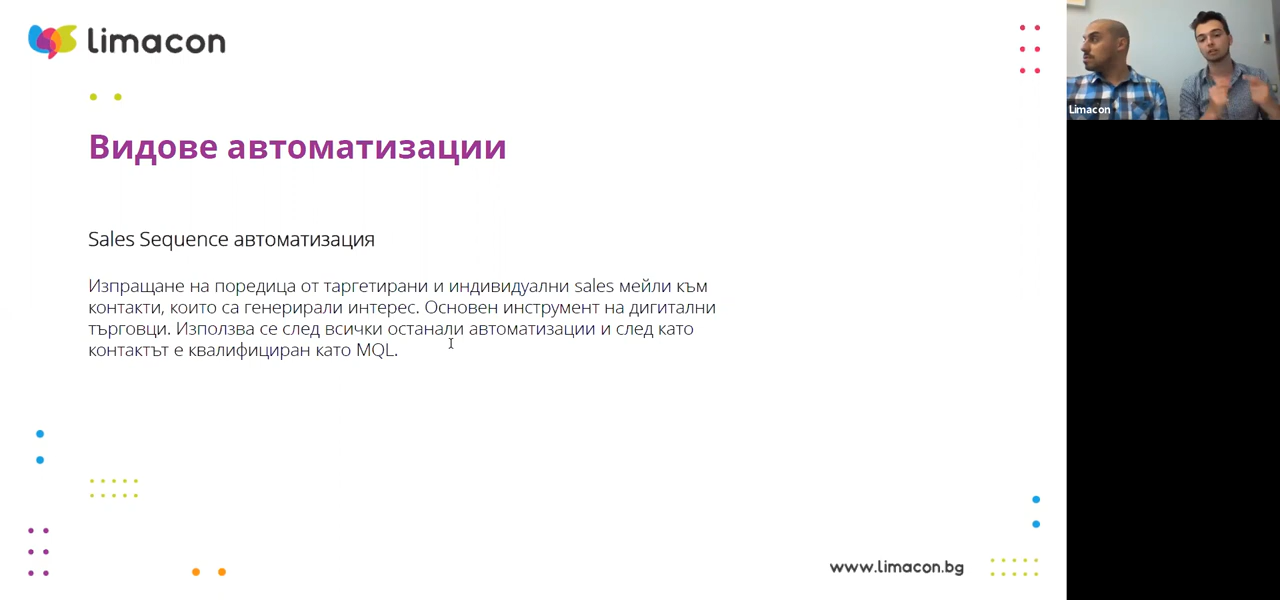 limacon
Limacon
Видове автоматизации
Sales Sequence автоматизация
Изпращане на поредица от таргетирани и индивидуални sales мейли към
контакти, които са генерирали интерес. Основен инструмент на дигитални
търговци. Използва се след всички останали автоматизации и след като
контактът е квалифициран като MQL.
www.limacon.bg